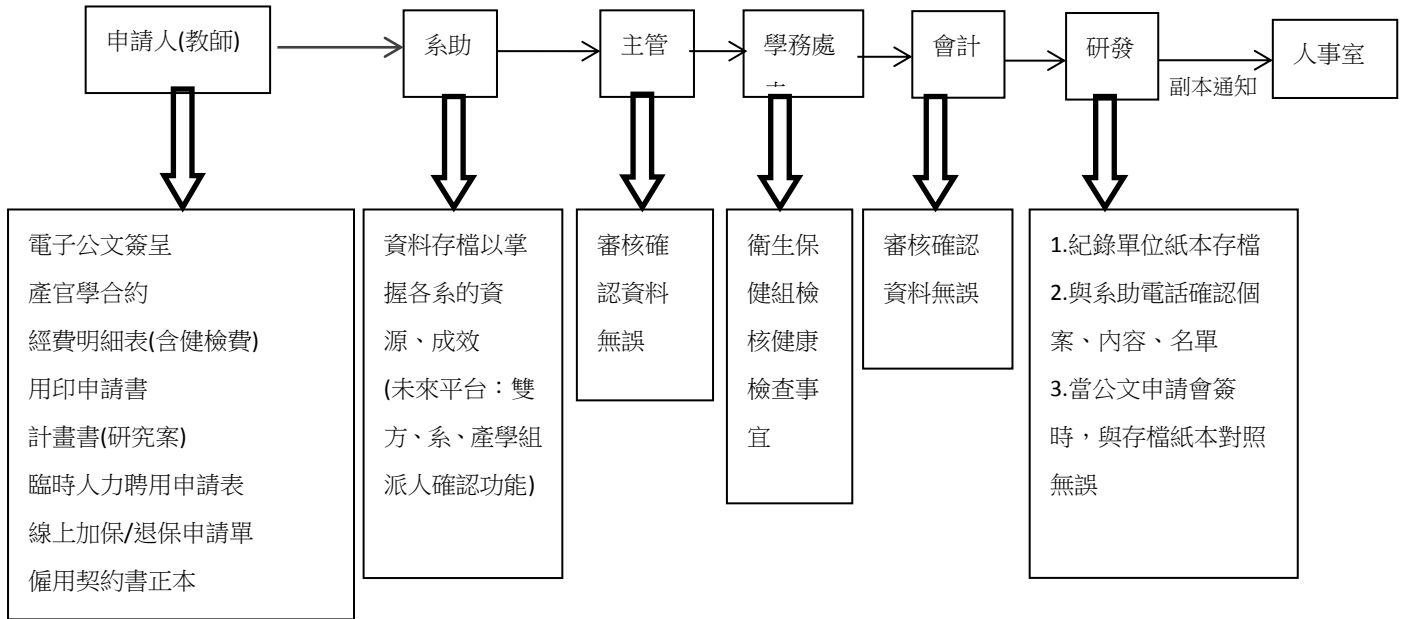 申請人(教師)
系助
主管
學務處
會計
研發
副本通知
人事室
電子公文簽呈
產官學合約
經費明細表(含健檢費)
用印申請書
計畫書(研究案)
臨時人力聘用申請表
線上加保/退保申請單
僱用契約書正本
資料存檔以掌
握各系的資
源、成效
(未來平台：雙
方、系、產學組
派人確認功能)
審核確
認資料
無誤
衛生保
健組檢
核健康
檢查事
宜
審核確認
資料無誤
1.紀錄單位紙本存檔
2.與系助電話確認個
案、內容、名單
3.當公文申請會簽
時，與存檔紙本對照
無誤